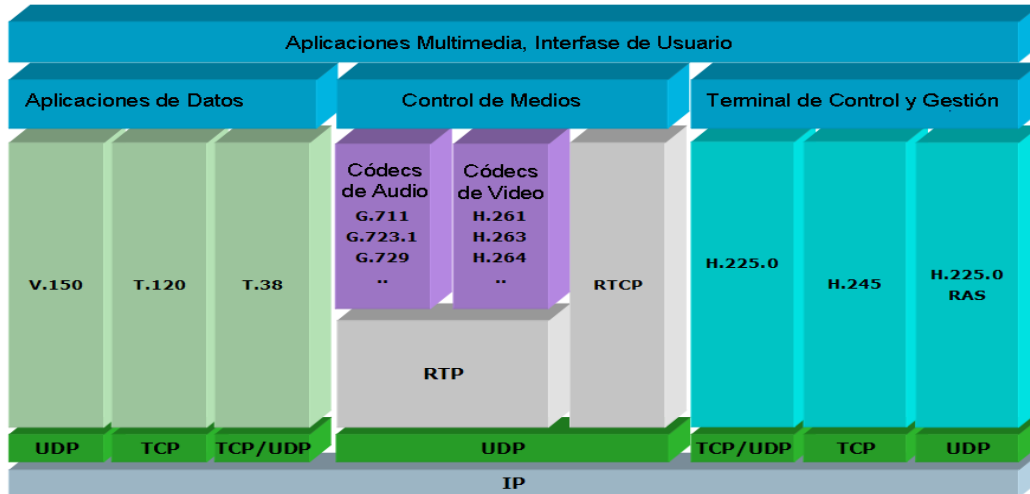 Aplicaciones Multimedia, Interfase de Usuario
Aplicaciones de Datos
Control de Medios
Terminal de Control y Gestión
V.150
T.120
T.38
Códecs
de Audio
G.711
G.723.1
G.729
..
Códecs
de Video
H.261
H.263
H.264
..
RTP
RTCP
H.225.0
H.245
H.225.0
RAS
UDP
TCP
TCP/UDP
UDP
TCP/UDP
TCP
UDP
IP